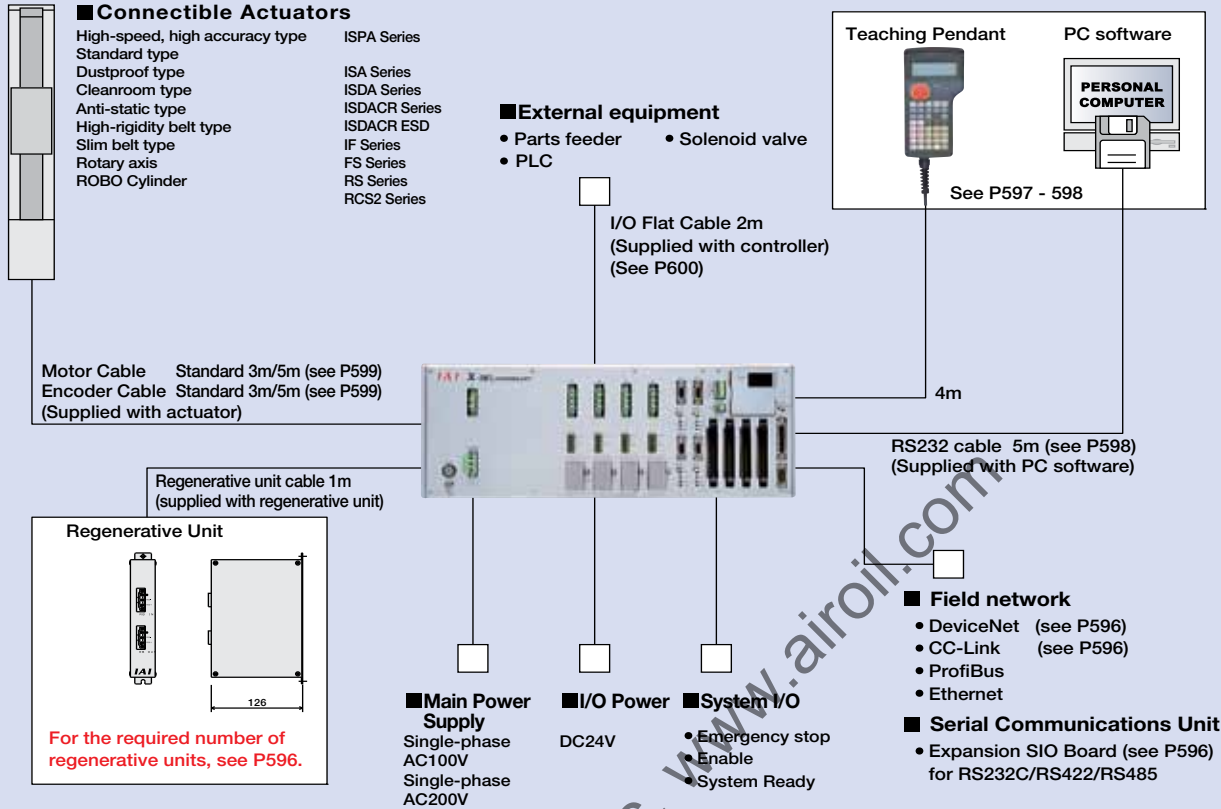 ■Connectible Actuators
High-speed, high accuracy type ISPA Series
Standard type
Dustproof type ISA Series
Cleanroom type ISDA Series
Anti-static type ISDACR Series
High-rigidity belt type ISDACR ESD
Slim belt type IF Series
Rotary axis FS Series
ROBO Cylinder RS Series
RCS2 Series
■External equipment
• Parts feeder • Solenoid valve
• PLC
I/O Flat Cable 2m
(Supplied with controller)
(See P600)
Teaching Pendant PC software
PERSONAL
COMPUTER
See P597 - 598
Motor Cable Standard 3m/5m (see P599)
Encoder Cable Standard 3m/5m (see P599)
(Supplied with actuator)
IAI
4m
RS232 cable 5m (see P598)
(Supplied with PC software)
Regenerative unit cable 1m
(supplied with regenerative unit)
Regenerative Unit
IAI
126
For the required number of
regenerative units, see P596.
■Main Power
Supply
Single-phase
AC100V
Single-phase
AC200V
■I/O Power
DC24V
■System I/O
• Emergency stop
• Enable
• System Ready
■ Field network
• DeviceNet (see P596)
• CC-Link (see P596)
• ProfiBus
• Ethernet
■ Serial Communications Unit
• Expansion SIO Board (see P596)
for RS232C/RS422/RS485
www.airoil.com